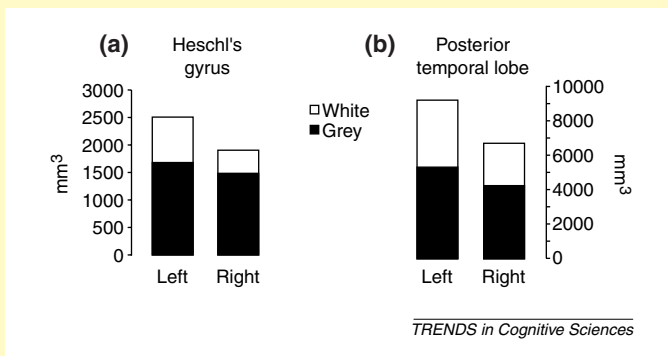 (a)
Heschl's
gyrus
3000
2500
2000
1500
1000
500
0
mm3
Left
Right
White
Grey
(b)
Posterior
temporal lobe
10000
8000
6000
4000
2000
0
mm3
Left
Right
TRENDS in Cognitive Sciences